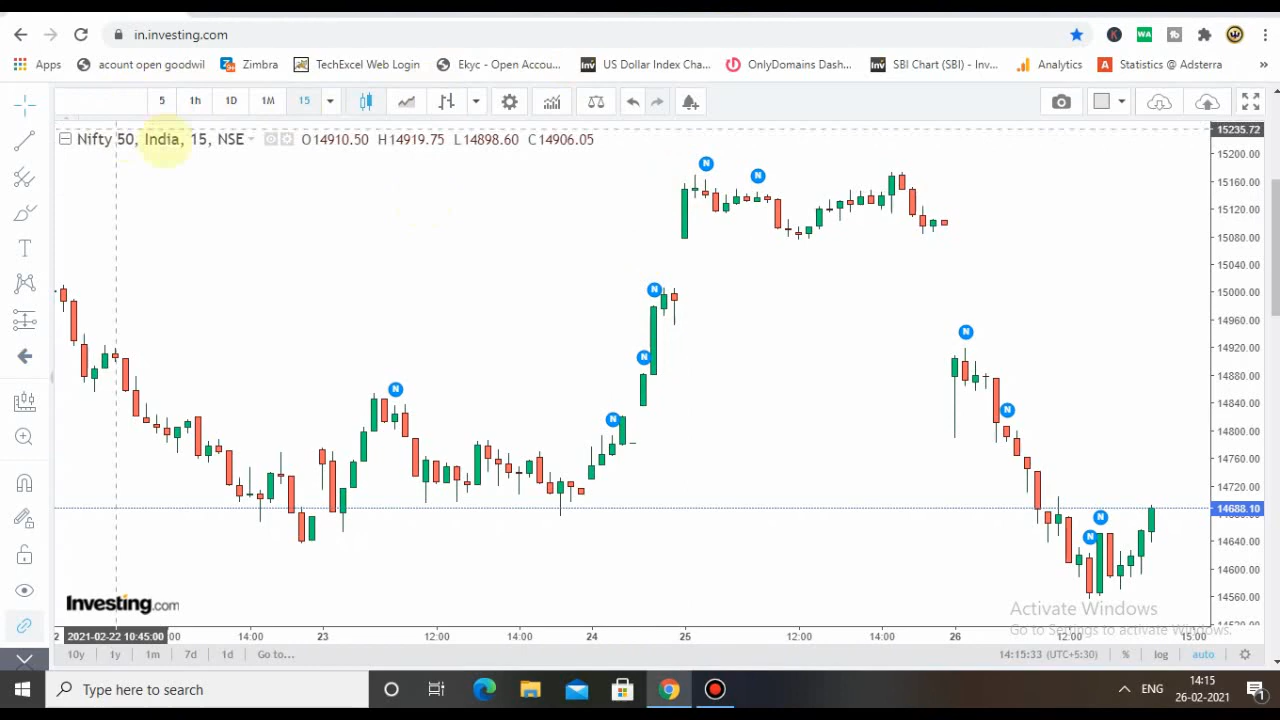 in.investing.com
Apps acount open goodwil Zimbra TechExcel Web Login Ekyc - Open Accou... US Dollar Index Cha... OnlyDomains Dash... SBI Chart (SBI) - Inv... Analytics Statistics @ Adsterra »
5 1h 1D 1M 15
Nifty 50, India, 15, NSE O14910.50 H14919.75 L14898.60 C14906.05
15235.72
15200.00
15160.00
15120.00
15080.00
15040.00
15000.00
14960.00
14920.00
14880.00
14840.00
14800.00
14760.00
14720.00
14688.10
14640.00
14600.00
14560.00
14520.00
N N N N N N N N N N
Investing.com
Activate Windows
Go to Settings to activate Windows.
2 2021-02-22 10:45:00 :00 14:00 23 12:00 14:00 24 25 12:00 14:00 26 12:00 15:00
10y 1y 1m 7d 1d Go to... 14:15:33 (UTC+5:30) % log auto
Type here to search ENG 14:15
26-02-2021 1